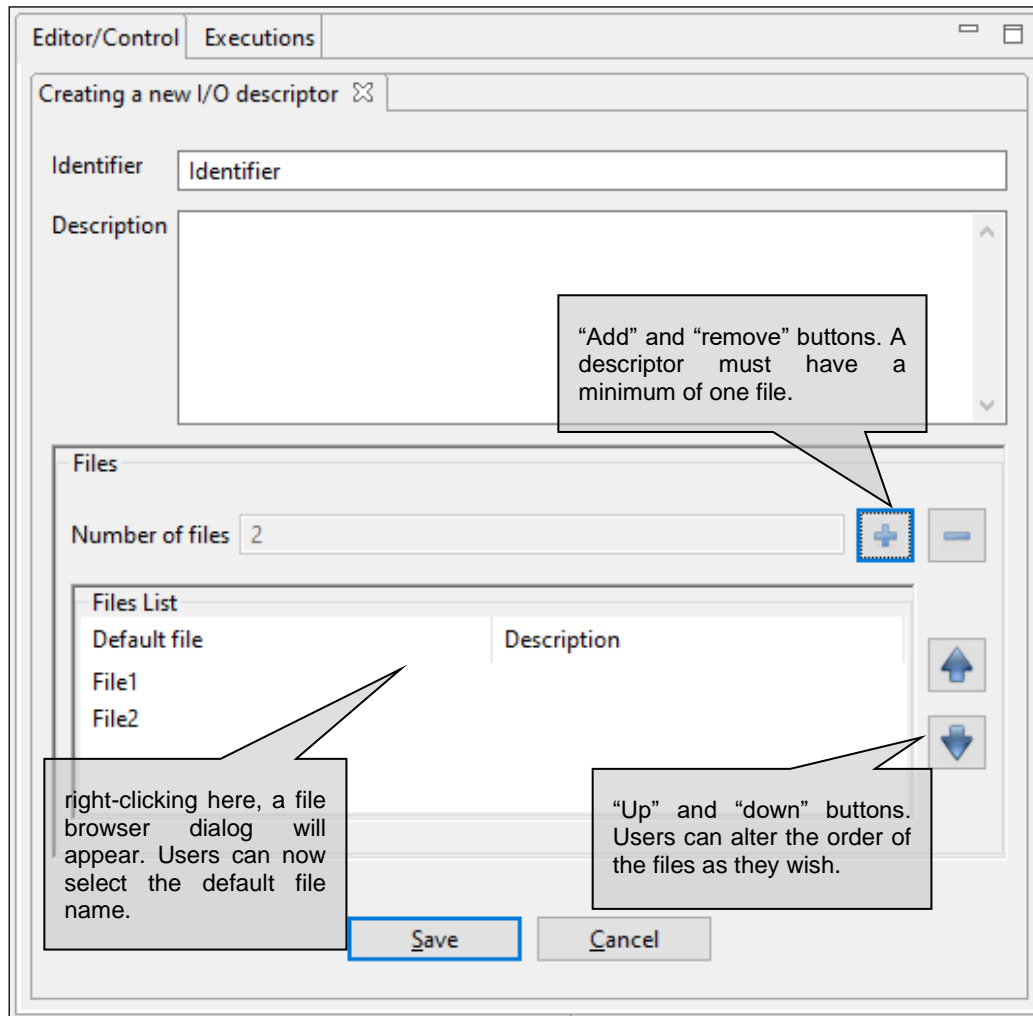 Editor/Control Executions
Creating a new I/O descriptor
Identifier Identifier
Description
“Add” and “remove” buttons. A
descriptor must have a
minimum of one file.
Files
Number of files 2
Files List
Default file Description
File1
File2
right-clicking here, a file
browser dialog will
appear. Users can now
select the default file
name.
“Up” and “down” buttons.
Users can alter the order of
the files as they wish.
Save Cancel